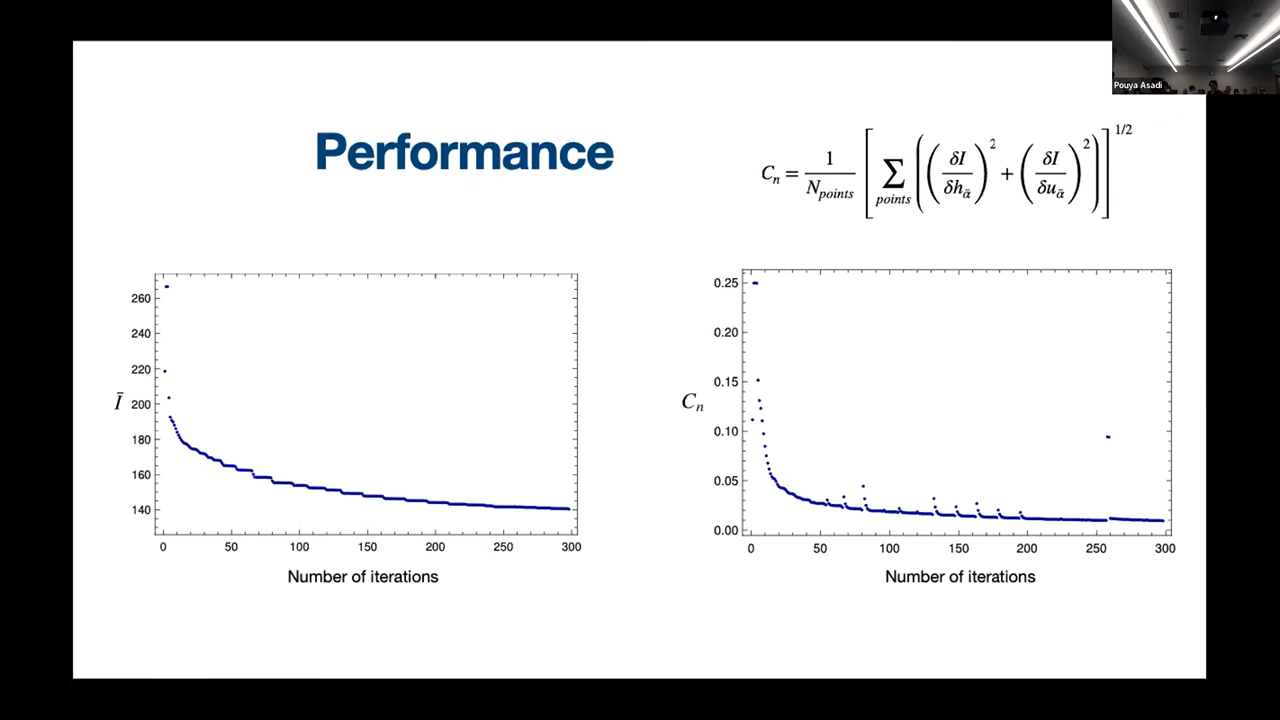 Pouya Asadi
Performance
C_n = 1/N_points [ ∑_points ( (δI/δh_ᾱ)^2 + (δI/δu_ᾱ)^2 ) ]^1/2
260
240
220
200
180
160
140
Ī
0 50 100 150 200 250 300
Number of iterations
0.25
0.20
0.15
0.10
0.05
0.00
C_n
0 50 100 150 200 250 300
Number of iterations